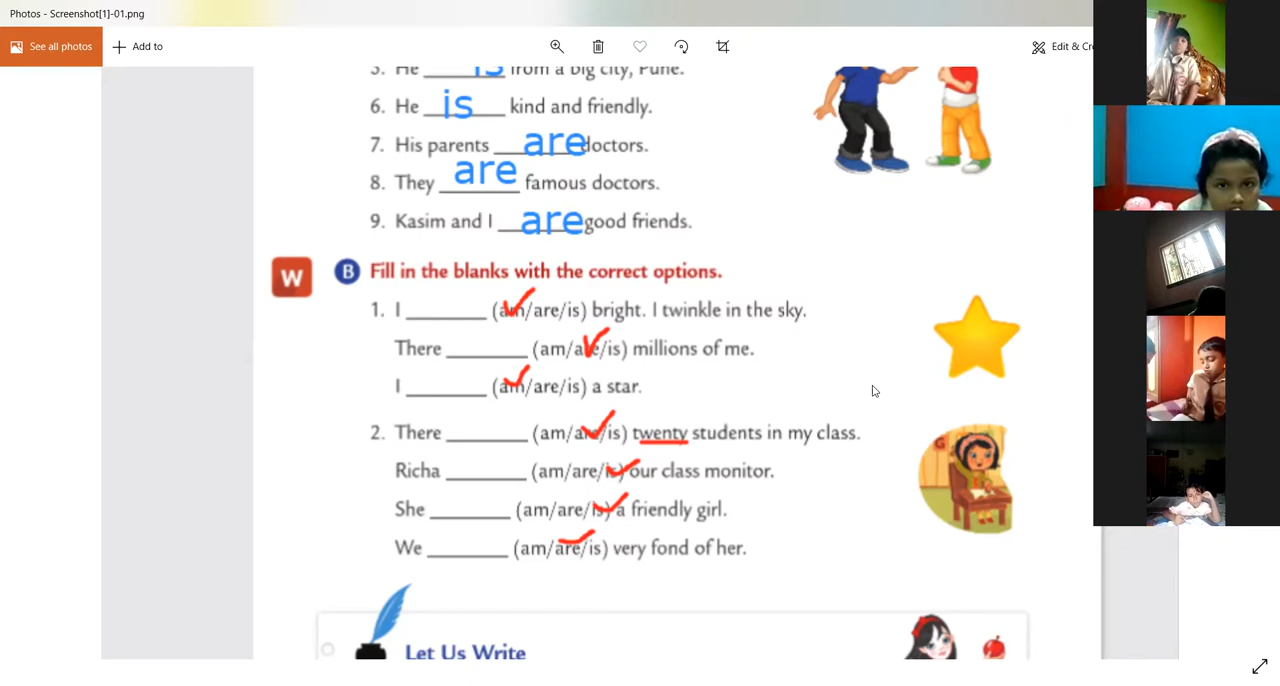 Photos - Screenshot[1]-01.png
See all photos + Add to Edit & Cr
He is from a big city, Pune.
6. He is kind and friendly.
7. His parents are doctors.
8. They are famous doctors.
9. Kasim and I are good friends.
W B Fill in the blanks with the correct options.
1. I ________ (am/are/is) bright. I twinkle in the sky.
There ________ (am/are/is) millions of me.
I ________ (am/are/is) a star.
2. There ________ (am/are/is) twenty students in my class.
Richa ________ (am/are/is) our class monitor.
She ________ (am/are/is) a friendly girl.
We ________ (am/are/is) very fond of her.
G
Let Us Write